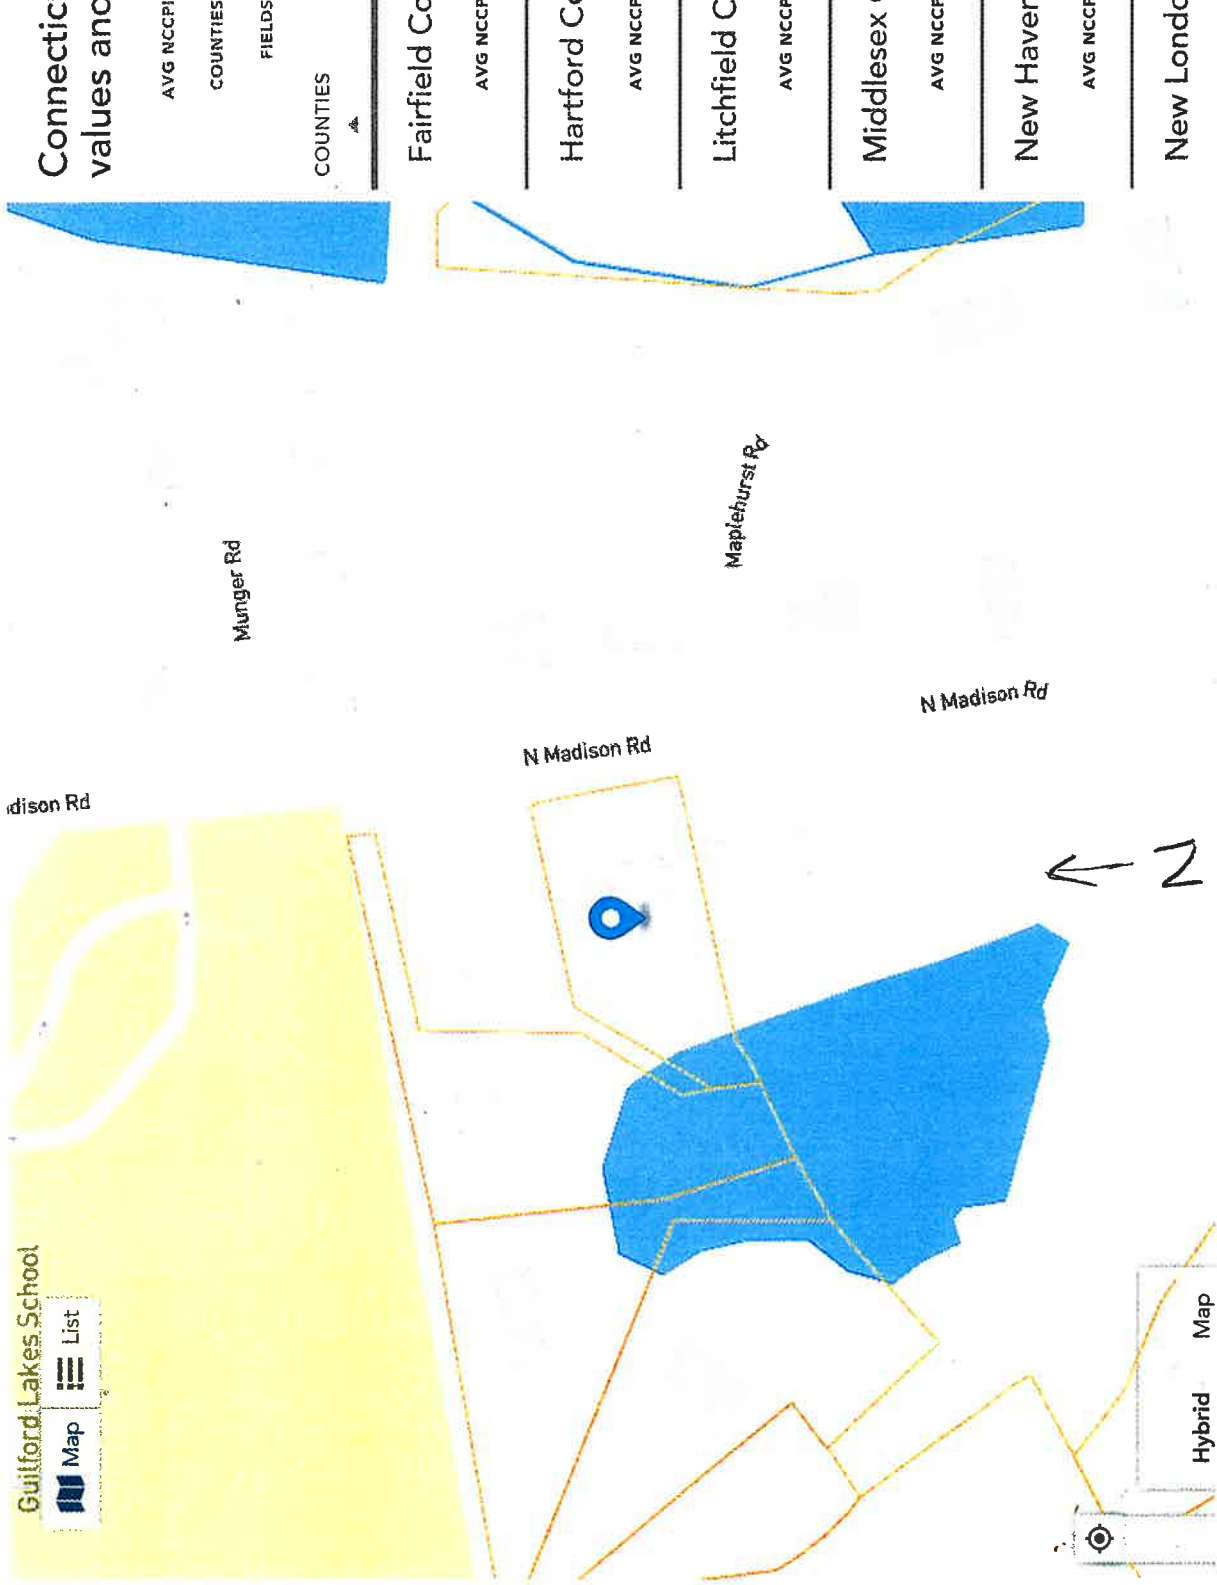 Guilford Lakes School
Map
List
dison Rd
Munger Rd
N Madison Rd
Maplehurst Rd
N Madison Rd
N
Hybrid
Map
Connectic
values and
AVG NCCPI
COUNTIES
FIELDS
COUNTIES
Fairfield Co
AVG NCCP
Hartford Co
AVG NCCP
Litchfield C
AVG NCCP
Middlesex
AVG NCCP
New Haven
AVG NCCP
New Londo